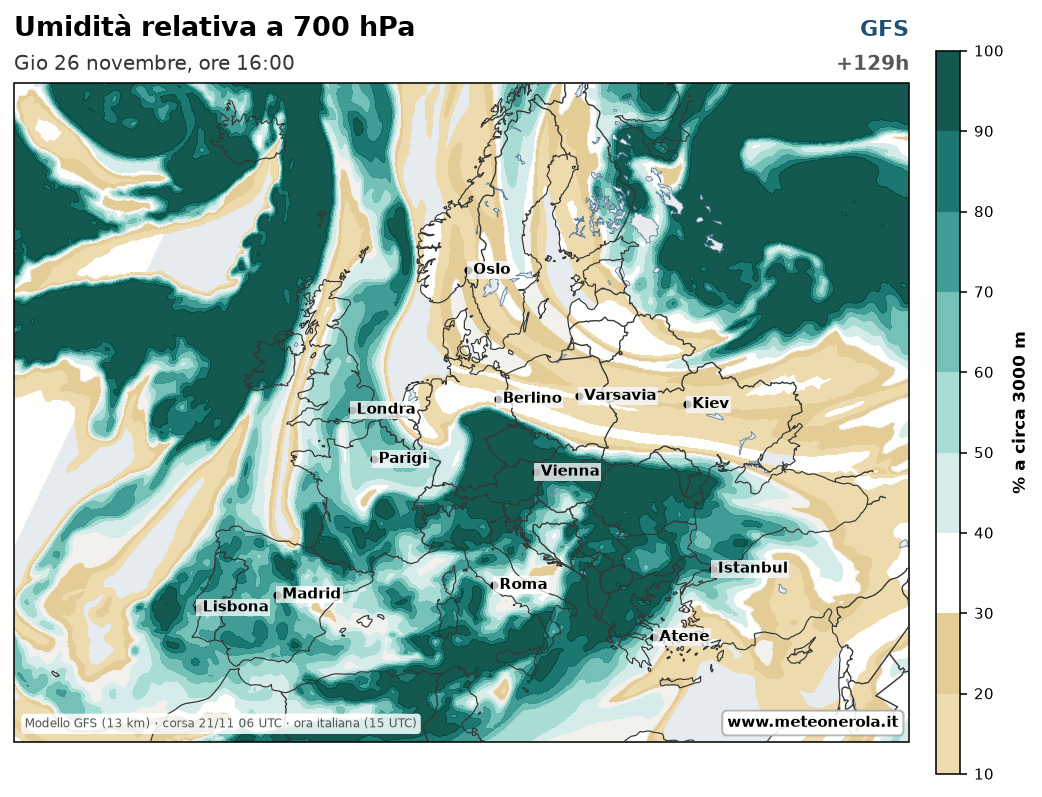 Umidità relativa a 700 hPa
GFS
Gio 26 novembre, ore 16:00
+129h
100
90
80
70
60
50
40
30
20
10
% a circa 3000 m
Oslo
Berlino
Varsavia
Kiev
Londra
Parigi
Vienna
Istanbul
Roma
Madrid
Lisbona
Atene
Modello GFS (13 km) · corsa 21/11 06 UTC · ora italiana (15 UTC)
www.meteonerola.it